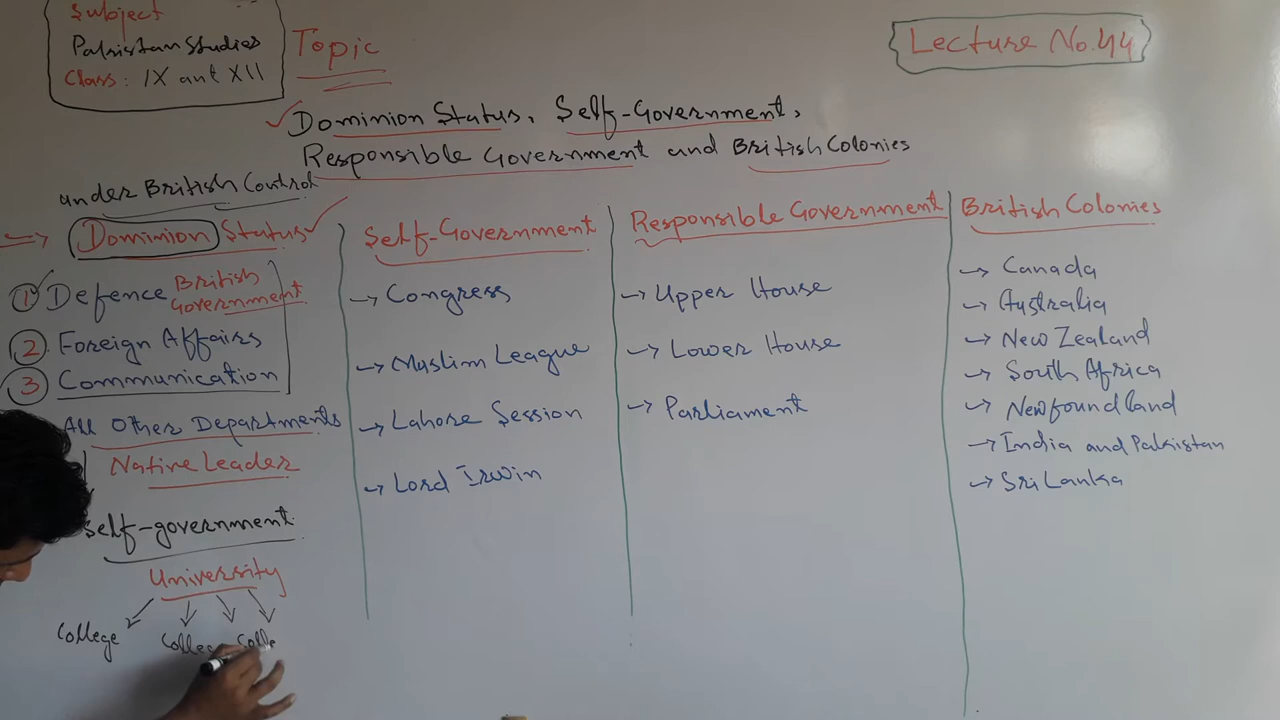 Subject
Pakistan Studies
Class: IX ant XII
Topic
Lecture No.44
Dominion Status, Self-Government,
Responsible Government and British Colonies
under British Control
Dominion Status
1 Defence British Government
2 Foreign Affairs
3 Communication
All Other Departments
Native Leader
Self-government
University
College College Colle
Self-Government
→ Congress
→ Muslim League
→ Lahore Session
→ Lord Irwin
Responsible Government
→ Upper House
→ Lower House
→ Parliament
British Colonies
→ Canada
→ Australia
→ New Zealand
→ South Africa
→ Newfoundland
→ India and Pakistan
→ Sri Lanka